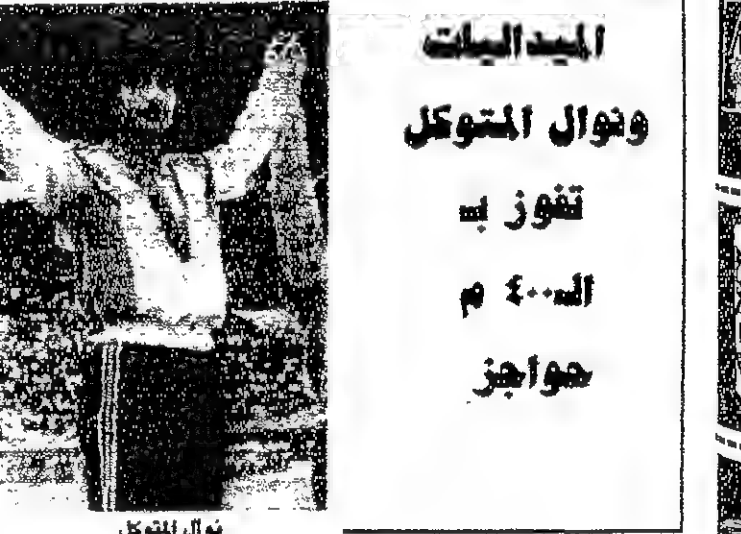 الميداليات
ونوال المتوكل
تفوز بـ
الـ٤٠٠ م
حواجز
نوال المتوكل